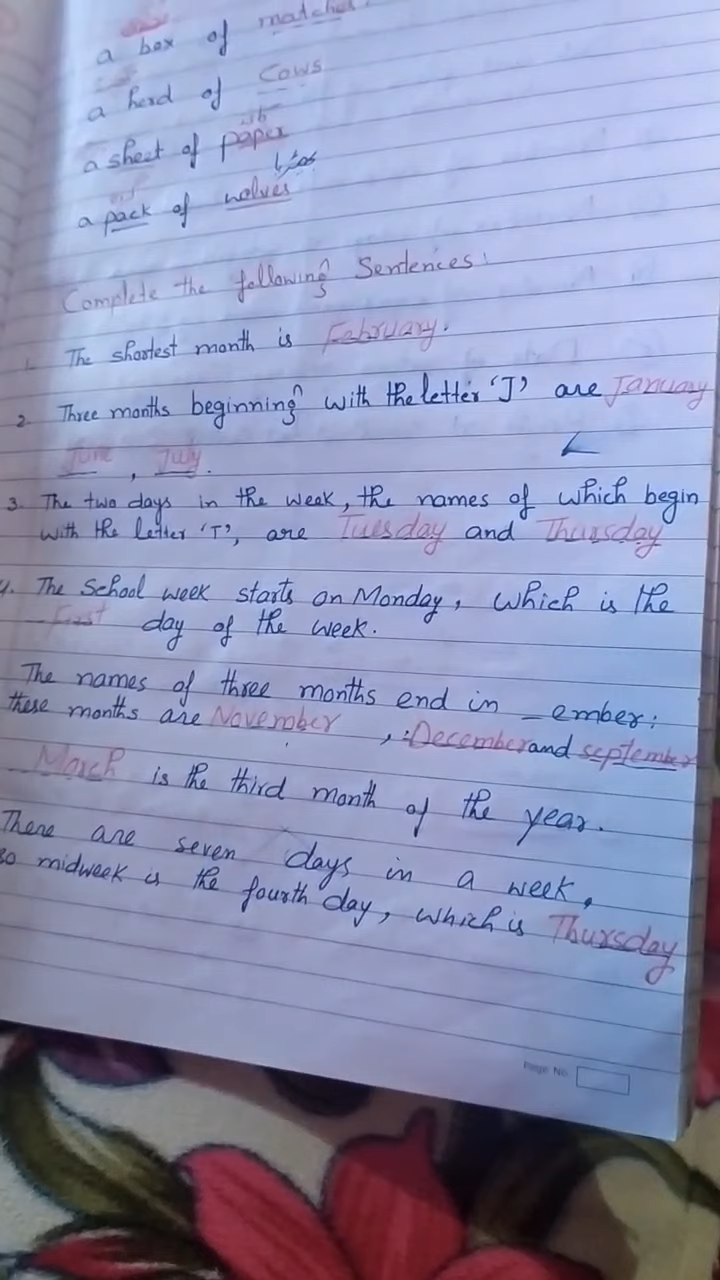 a box of matches
a herd of Cows
a sheet of paper
a pack of wolves
Complete the following Sentences:
1. The shortest month is February.
2. Three months beginning with the letter 'J' are January
June, July.
3. The two days in the week, the names of which begin
with the letter 'T', are Tuesday and Thursday
4. The School week starts on Monday, which is the
First day of the week.
The names of three months end in _ember:
these months are November, December and september
March is the third month of the year.
There are seven days in a week,
so midweek is the fourth day, which is Thursday
Page No.